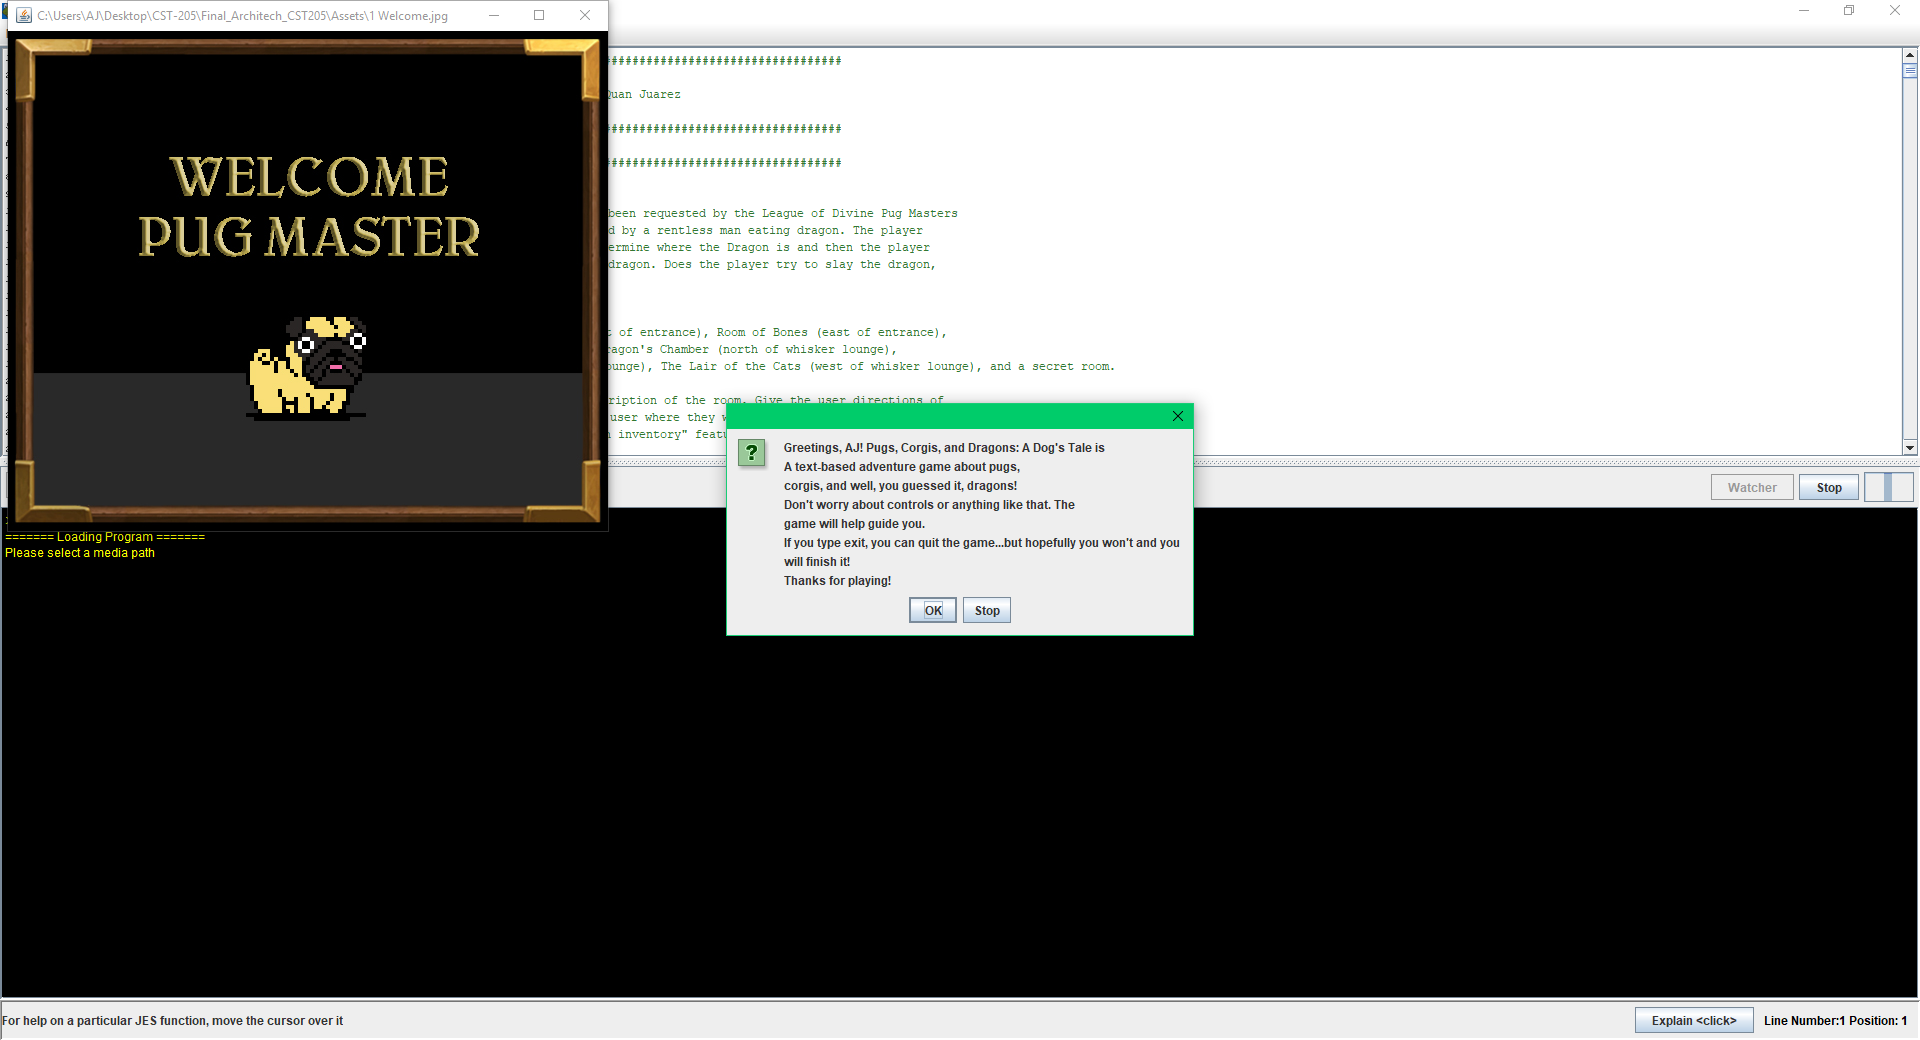 C:\Users\AJ\Desktop\CST-205\Final_Architech_CST205\Assets\1 Welcome.jpg
WELCOME
PUG MASTER
################################
Quan Juarez
################################
################################
been requested by the League of Divine Pug Masters
d by a rentless man eating dragon. The player
ermine where the Dragon is and then the player
dragon. Does the player try to slay the dragon,
of entrance), Room of Bones (east of entrance),
ragon's Chamber (north of whisker lounge),
ounge), The Lair of the Cats (west of whisker lounge), and a secret room.
ription of the room. Give the user directions of
user where they w
inventory" featu
Greetings, AJ! Pugs, Corgis, and Dragons: A Dog's Tale is
A text-based adventure game about pugs,
corgis, and well, you guessed it, dragons!
Don't worry about controls or anything like that. The
game will help guide you.
If you type exit, you can quit the game...but hopefully you won't and you
will finish it!
Thanks for playing!
OK
Stop
Watcher
Stop
======= Loading Program =======
Please select a media path
For help on a particular JES function, move the cursor over it
Explain <click>
Line Number:1 Position: 1